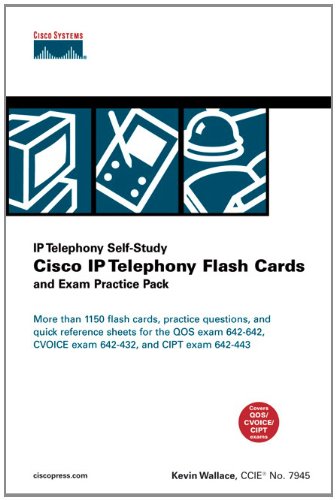 CISCO SYSTEMS
IP Telephony Self-Study
Cisco IP Telephony Flash Cards
and Exam Practice Pack
More than 1150 flash cards, practice questions, and
quick reference sheets for the QOS exam 642-642,
CVOICE exam 642-432, and CIPT exam 642-443
Covers
QOS/
CVOICE/
CIPT
exams
ciscopress.com
Kevin Wallace, CCIE® No. 7945